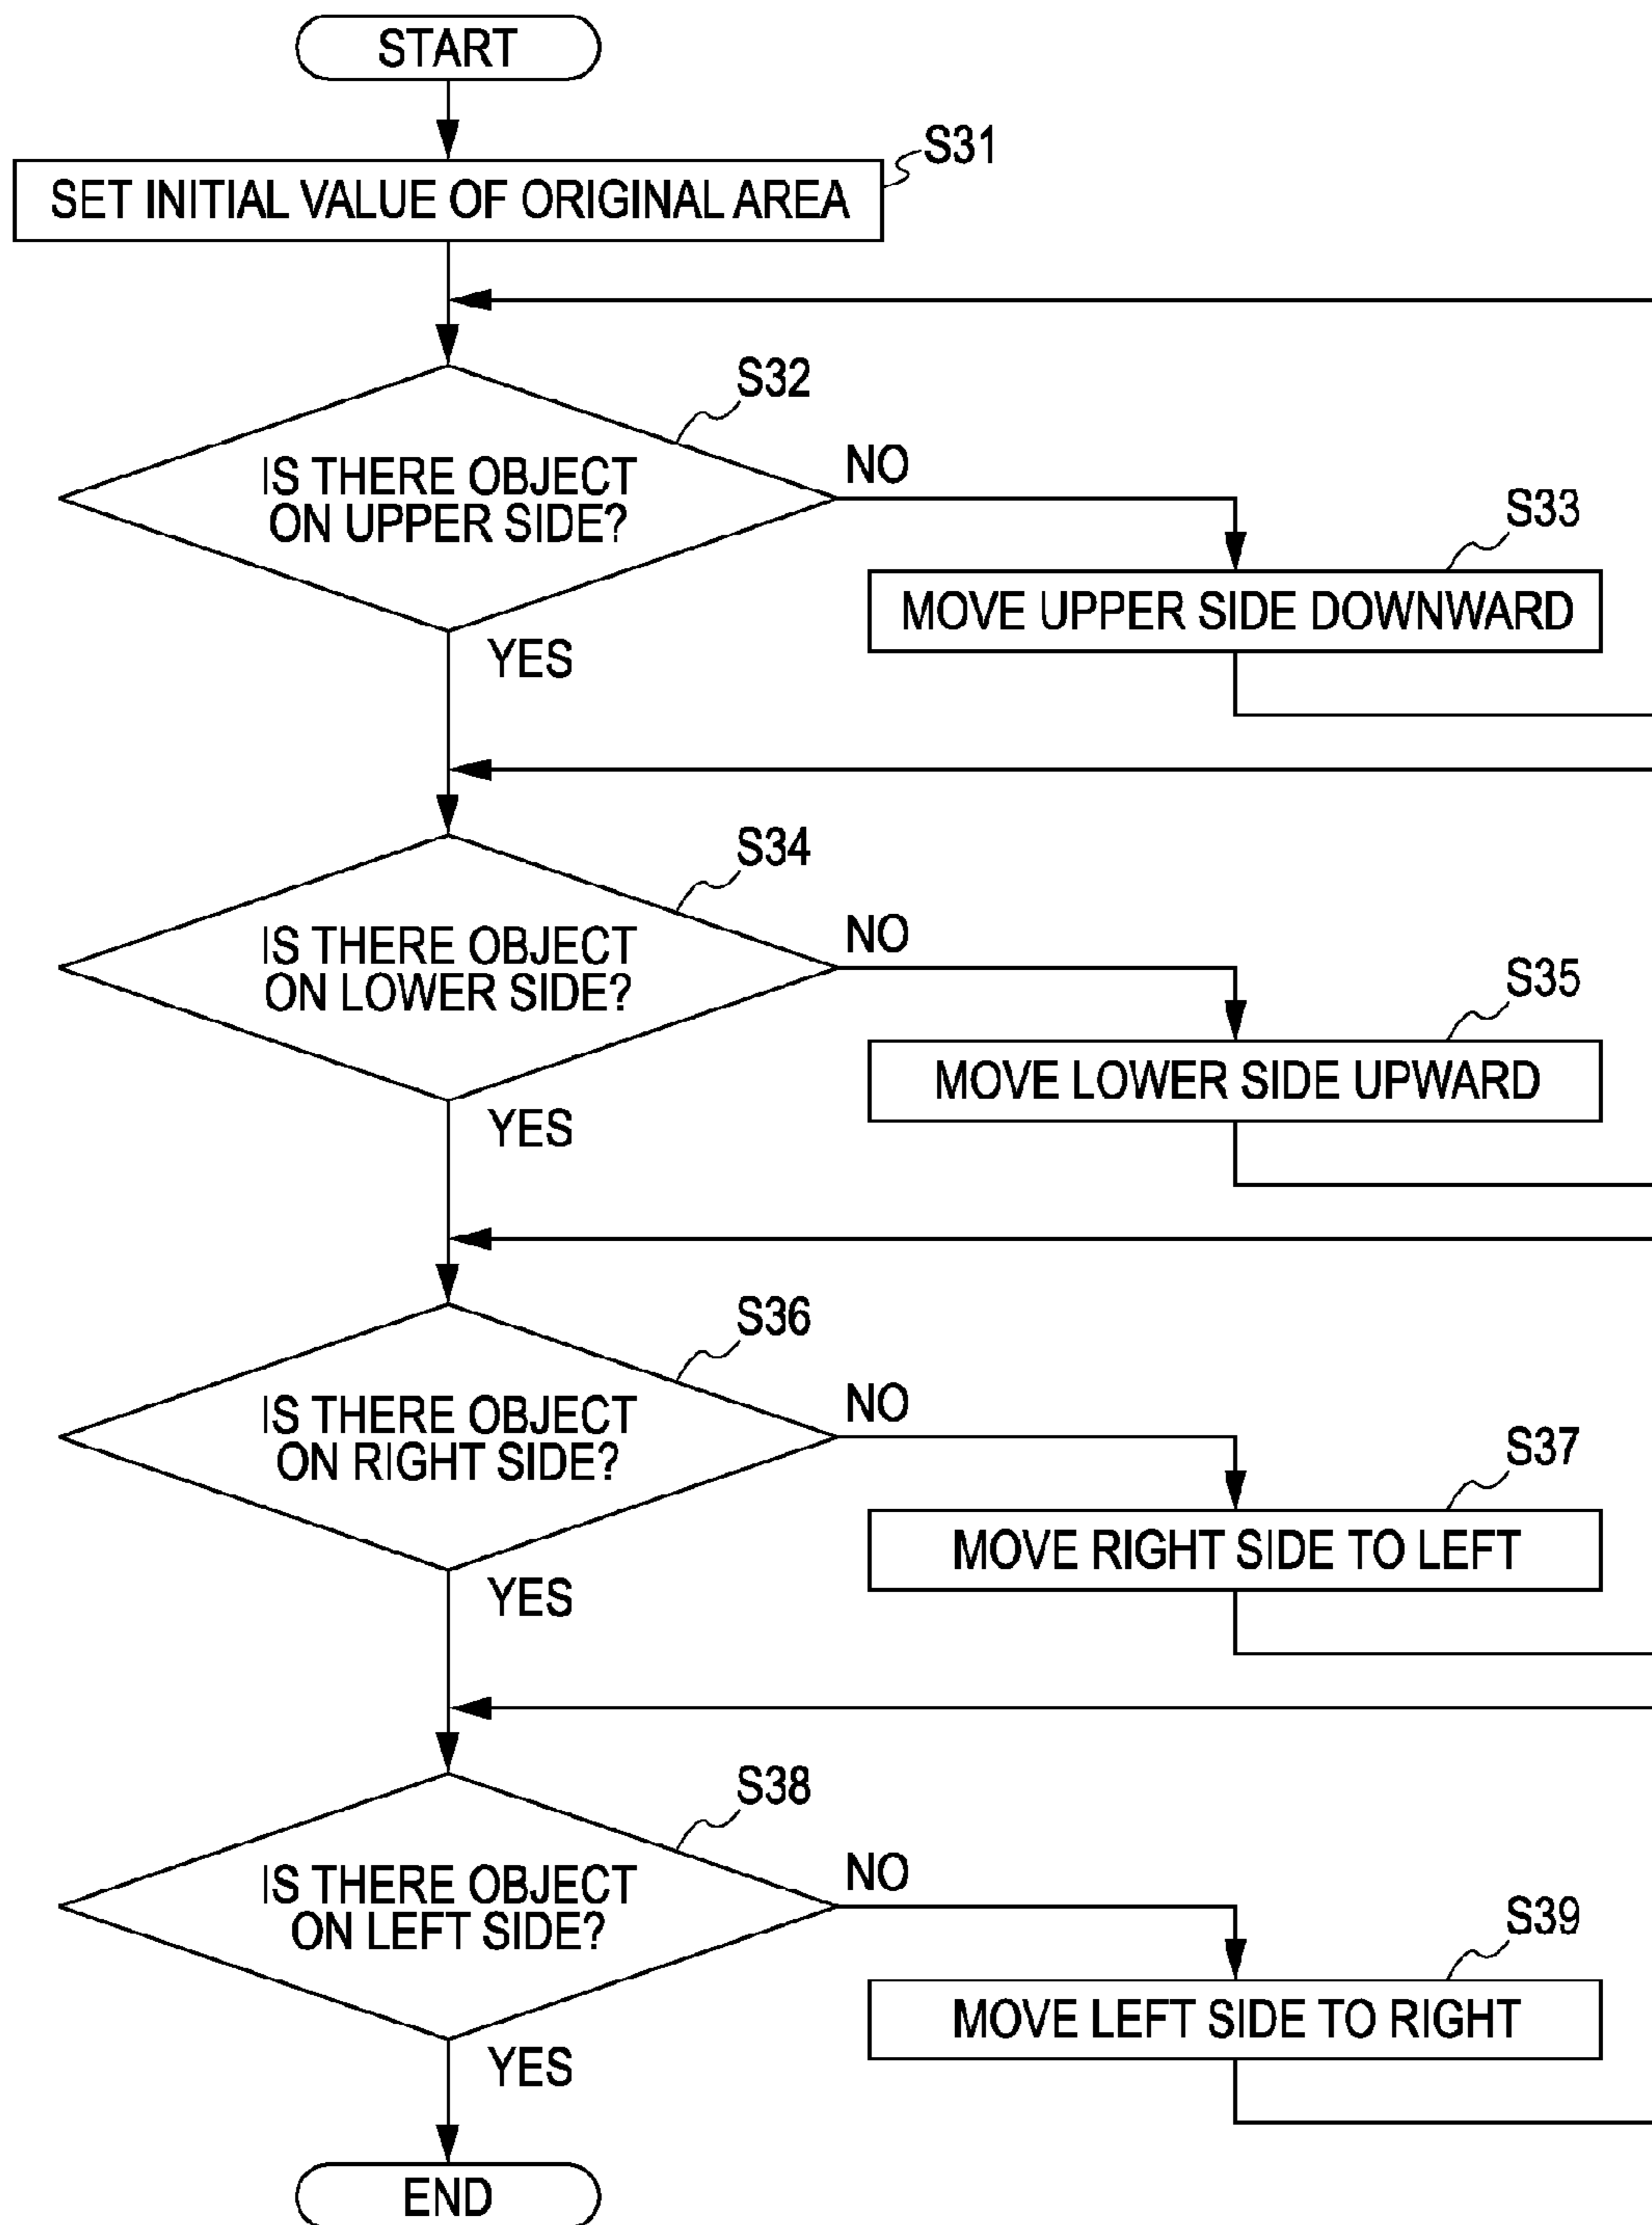 START
S31
SET INITIAL VALUE OF ORIGINAL AREA
S32
IS THERE OBJECT
ON UPPER SIDE?
NO
S33
MOVE UPPER SIDE DOWNWARD
YES
S34
IS THERE OBJECT
ON LOWER SIDE?
NO
S35
MOVE LOWER SIDE UPWARD
YES
S36
IS THERE OBJECT
ON RIGHT SIDE?
NO
S37
MOVE RIGHT SIDE TO LEFT
YES
S38
IS THERE OBJECT
ON LEFT SIDE?
NO
S39
MOVE LEFT SIDE TO RIGHT
YES
END